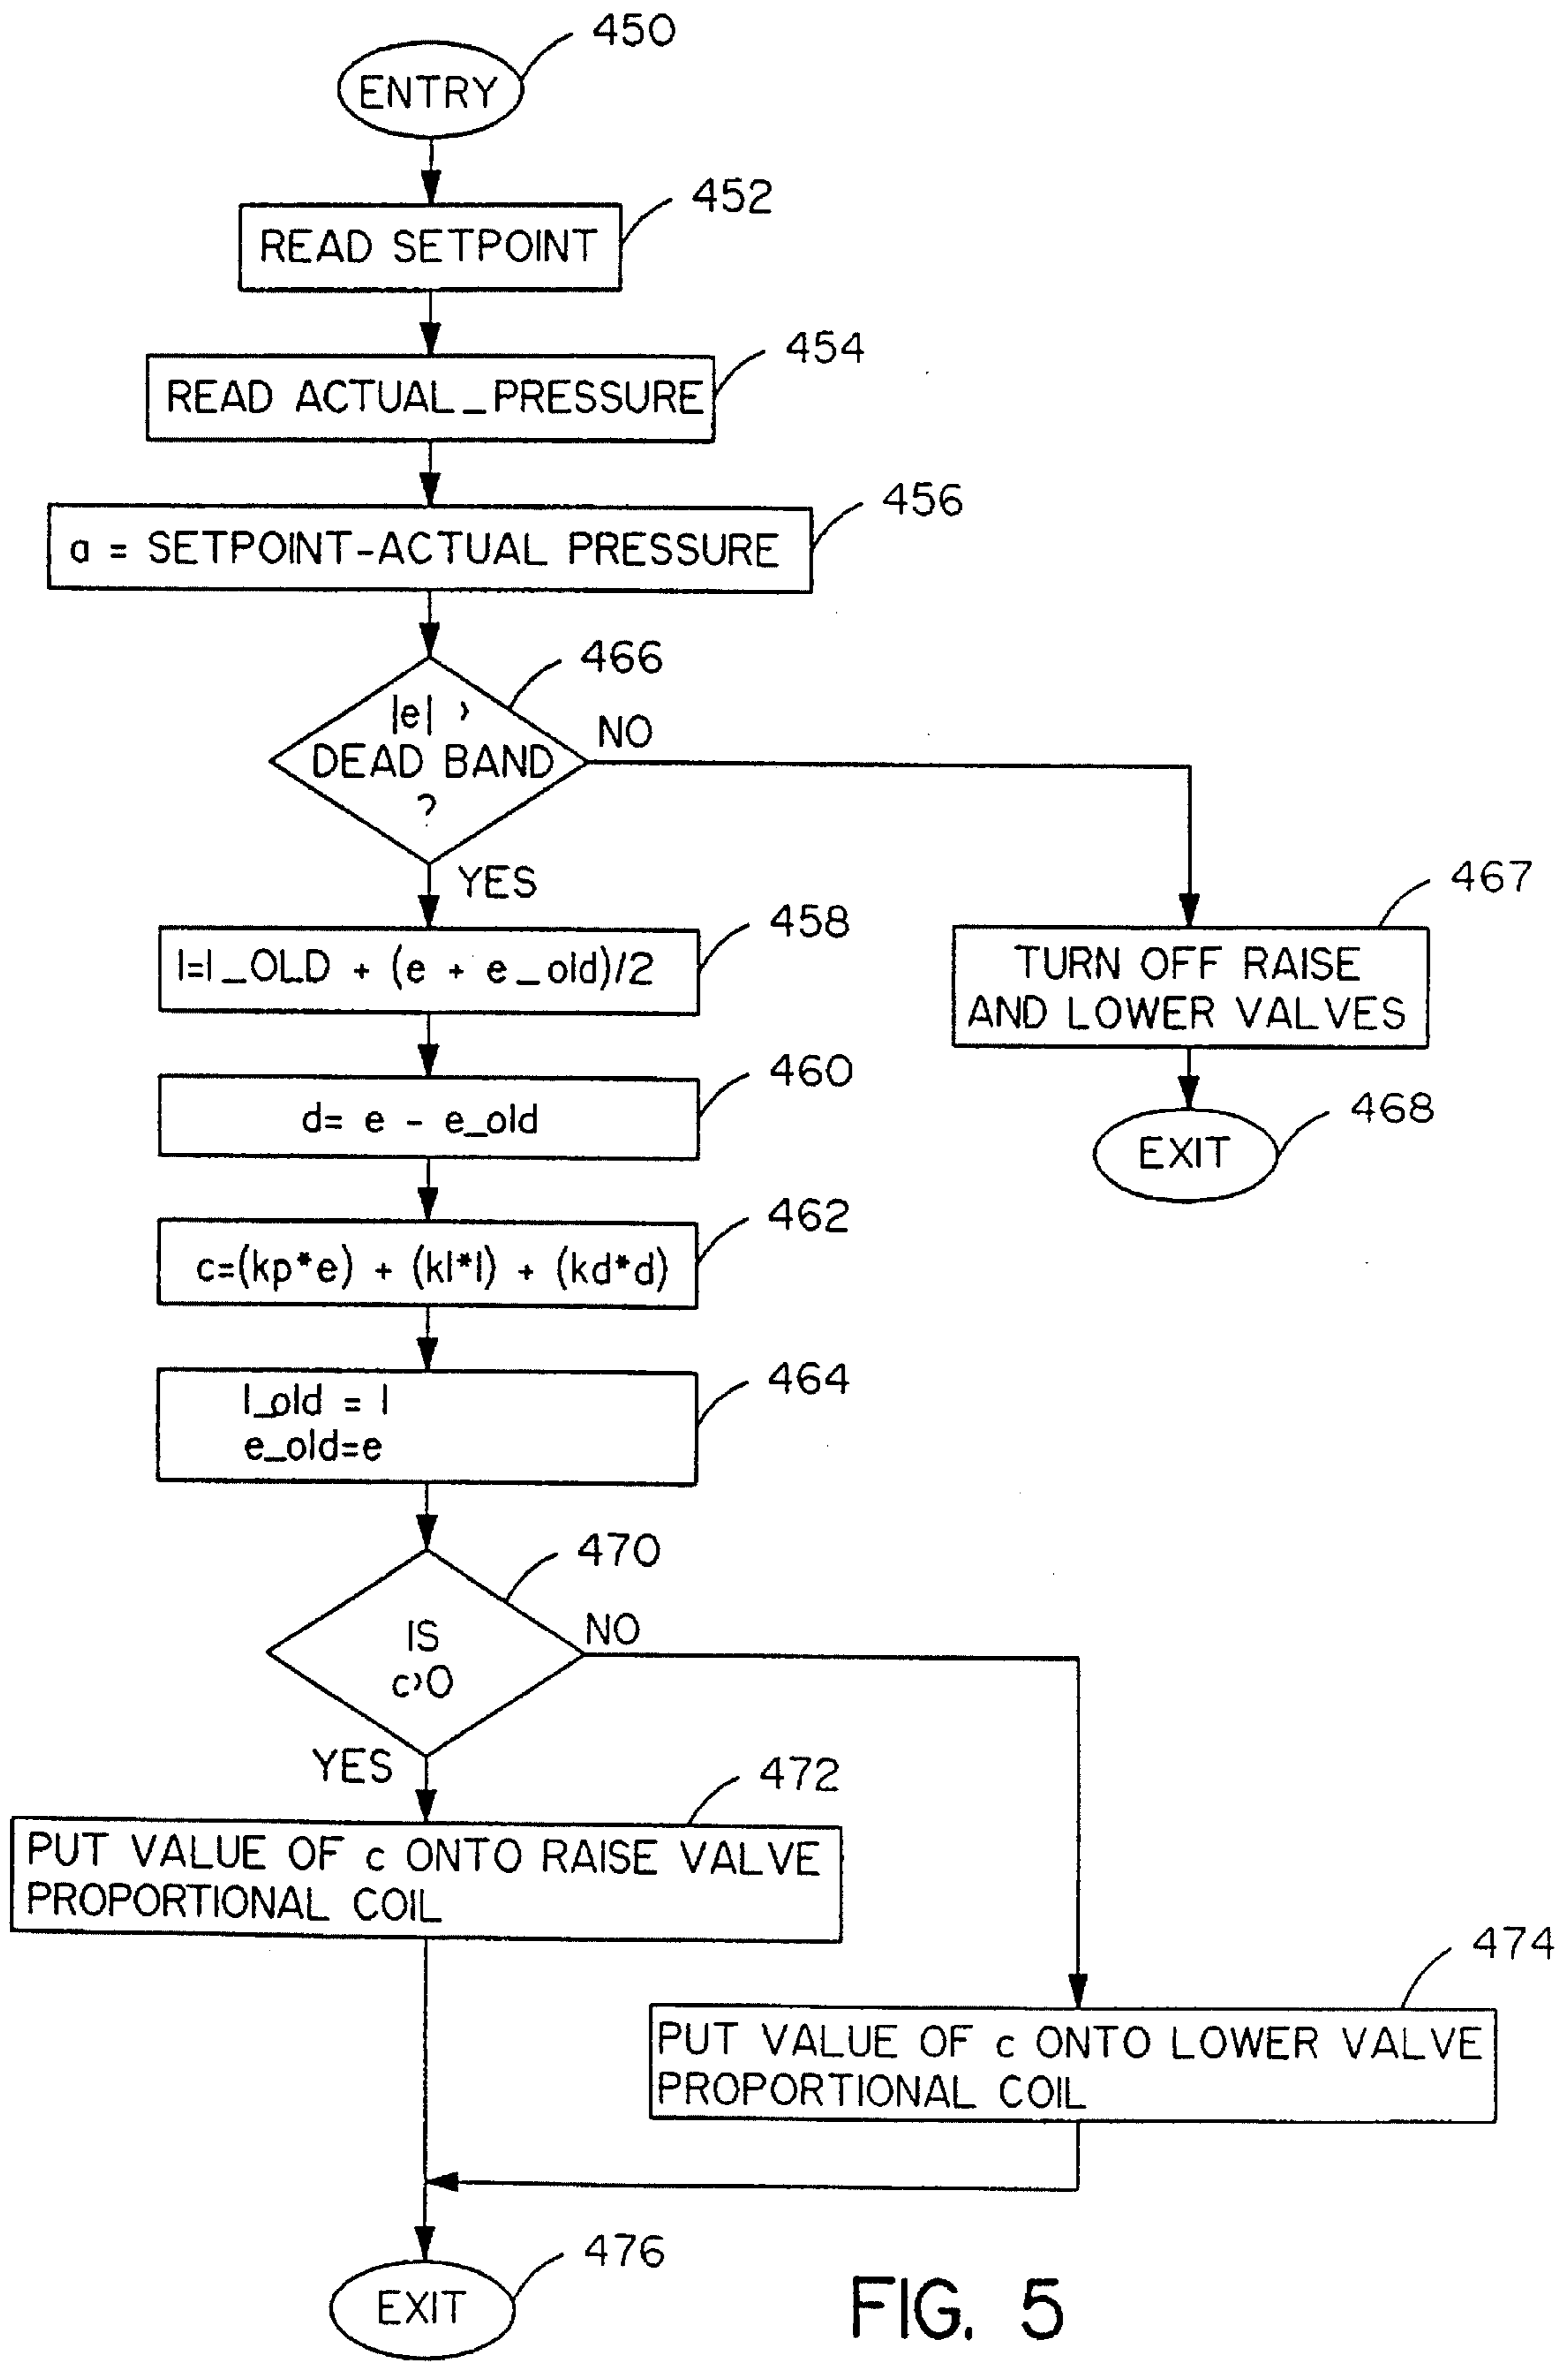 450
ENTRY
452
READ SETPOINT
454
READ ACTUAL_PRESSURE
456
a = SETPOINT-ACTUAL PRESSURE
466
|e| >
DEAD BAND
?
NO
YES
467
TURN OFF RAISE
AND LOWER VALVES
468
EXIT
458
I=I_OLD + (e + e_old)/2
460
d= e - e_old
462
c=(kp*e) + (kI*I) + (kd*d)
464
I_old = I
e_old=e
470
IS
c>0
NO
YES
472
PUT VALUE OF c ONTO RAISE VALVE
PROPORTIONAL COIL
474
PUT VALUE OF c ONTO LOWER VALVE
PROPORTIONAL COIL
476
EXIT
FIG. 5